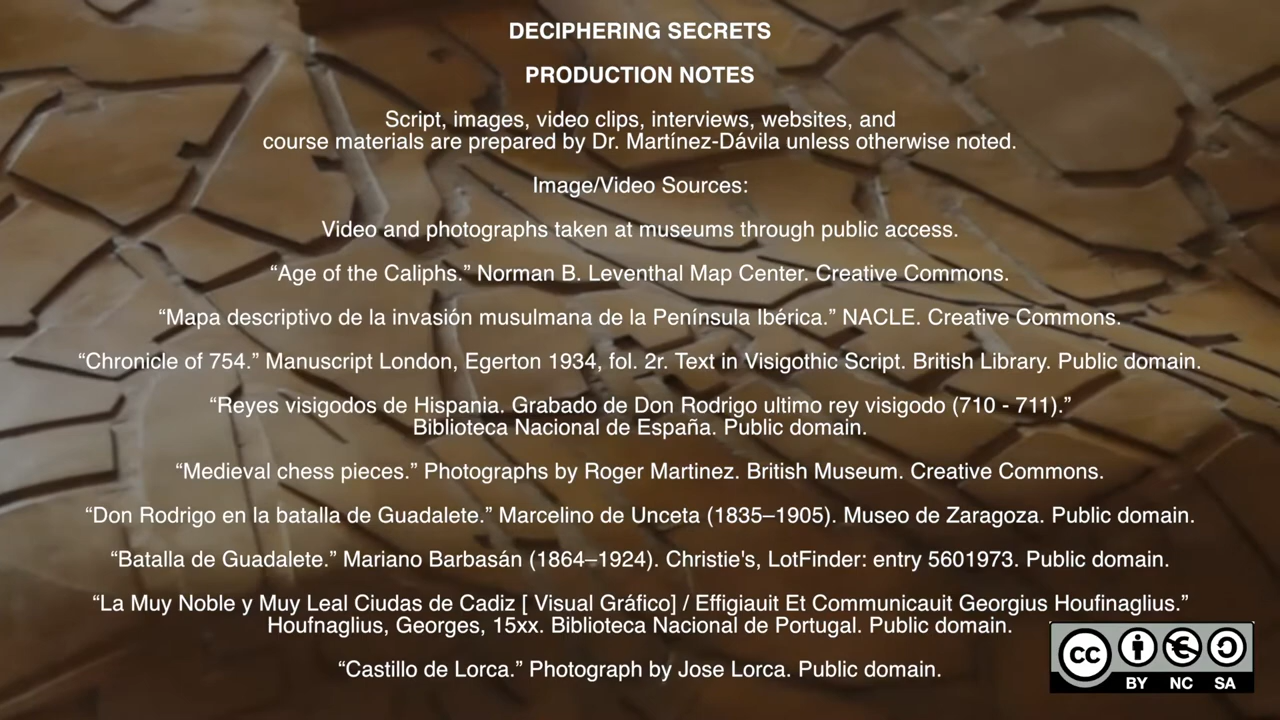 DECIPHERING SECRETS
PRODUCTION NOTES
Script, images, video clips, interviews, websites, and
course materials are prepared by Dr. Martínez-Dávila unless otherwise noted.
Image/Video Sources:
Video and photographs taken at museums through public access.
“Age of the Caliphs.” Norman B. Leventhal Map Center. Creative Commons.
“Mapa descriptivo de la invasión musulmana de la Península Ibérica.” NACLE. Creative Commons.
“Chronicle of 754.” Manuscript London, Egerton 1934, fol. 2r. Text in Visigothic Script. British Library. Public domain.
“Reyes visigodos de Hispania. Grabado de Don Rodrigo ultimo rey visigodo (710 - 711).”
Biblioteca Nacional de España. Public domain.
“Medieval chess pieces.” Photographs by Roger Martinez. British Museum. Creative Commons.
“Don Rodrigo en la batalla de Guadalete.” Marcelino de Unceta (1835–1905). Museo de Zaragoza. Public domain.
“Batalla de Guadalete.” Mariano Barbasán (1864–1924). Christie's, LotFinder: entry 5601973. Public domain.
“La Muy Noble y Muy Leal Ciudas de Cadiz [ Visual Gráfico] / Effigiauit Et Communicauit Georgius Houfinaglius.”
Houfnaglius, Georges, 15xx. Biblioteca Nacional de Portugal. Public domain.
“Castillo de Lorca.” Photograph by Jose Lorca. Public domain.
cc
BY NC SA